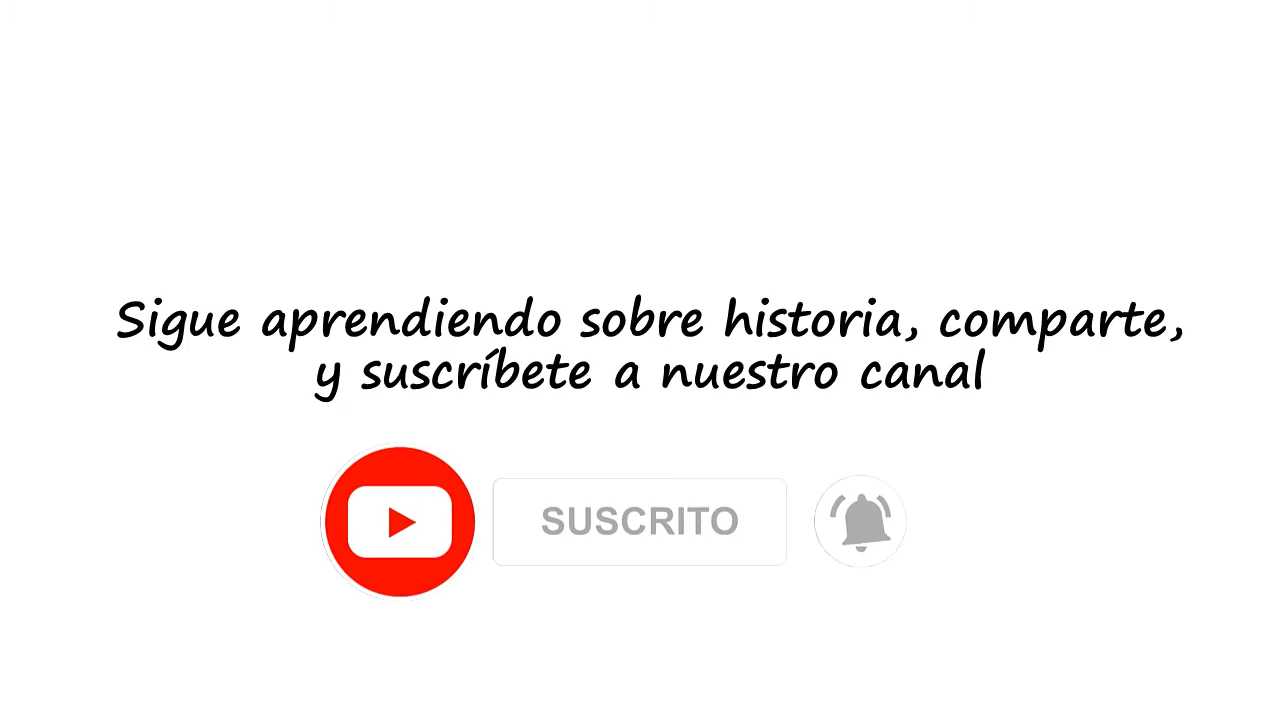 Sigue aprendiendo sobre historia, comparte,
y suscríbete a nuestro canal
SUSCRITO